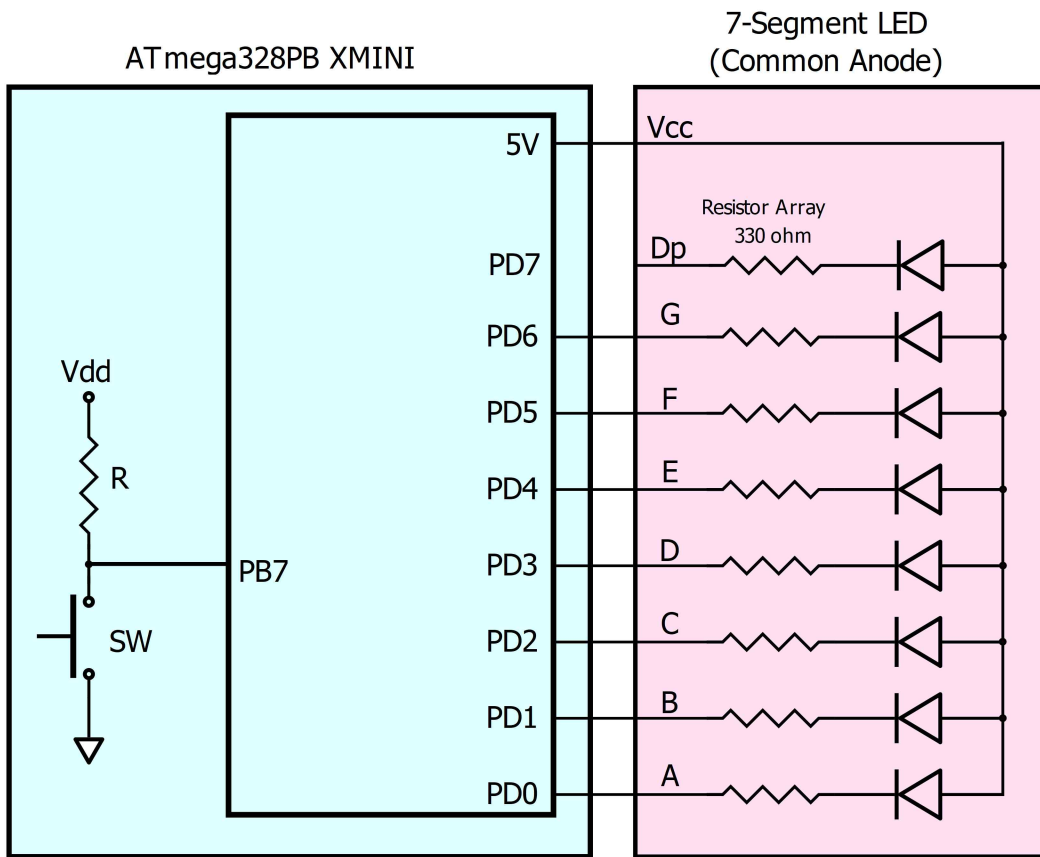 7-Segment LED
(Common Anode)
ATmega328PB XMINI
5V
Vcc
Resistor Array
330 ohm
PD7
Dp
PD6
G
PD5
F
PD4
E
PD3
D
PD2
C
PD1
B
PD0
A
Vdd
R
PB7
SW